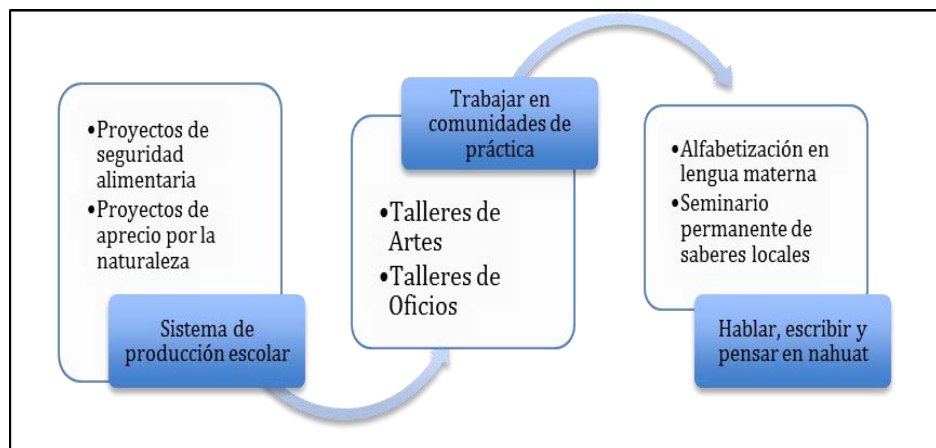 •Proyectos de
seguridad
alimentaria
•Proyectos de
aprecio por la
naturaleza
Sistema de
producción escolar
Trabajar en
comunidades de
práctica
•Talleres de
Artes
•Talleres de
Oficios
•Alfabetización en
lengua materna
•Seminario
permanente de
saberes locales
Hablar, escribir y
pensar en nahuat